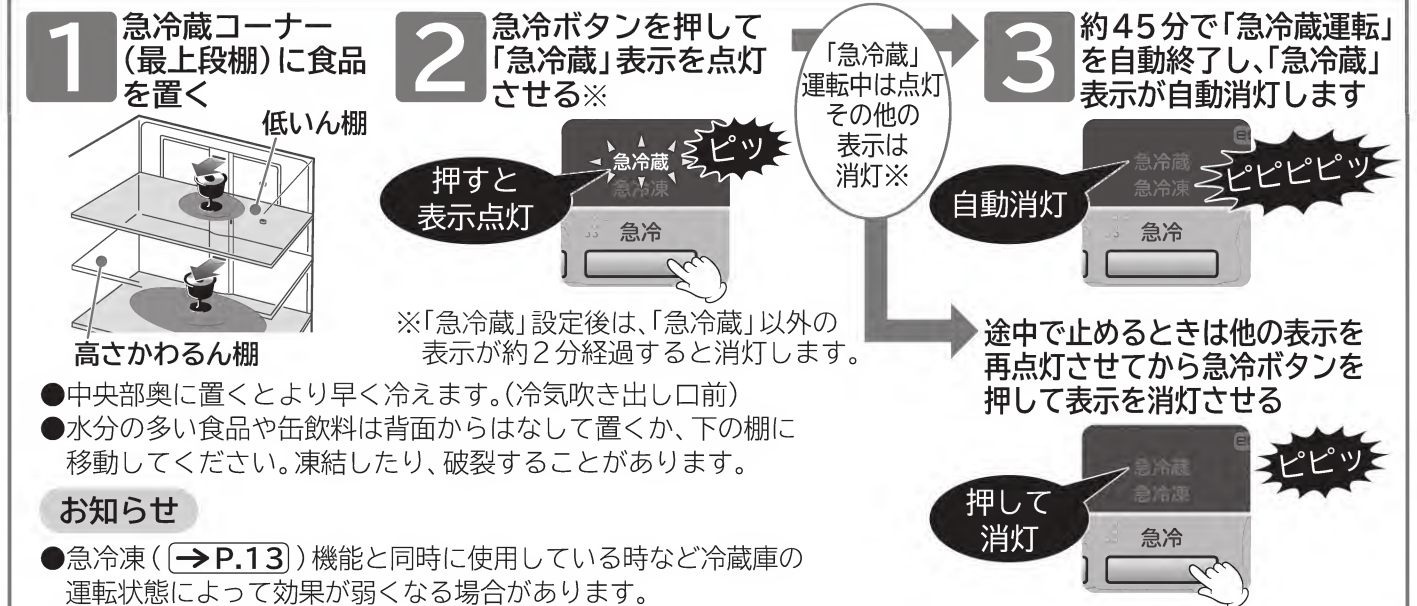 1
急冷蔵コーナー
(最上段棚)に食品
を置く
低いん棚
高さかわるん棚
2
急冷ボタンを押して
「急冷蔵」表示を点灯
させる※
急冷蔵
急冷凍
ピッ
押すと
表示点灯
急冷
※「急冷蔵」設定後は、「急冷蔵」以外の
表示が約2分経過すると消灯します。
「急冷蔵」
運転中は点灯
その他の
表示は
消灯※
3
約45分で「急冷蔵運転」
を自動終了し、「急冷蔵」
表示が自動消灯します
急冷蔵
急冷凍
ピピピピッ
自動消灯
急冷
途中で止めるときは他の表示を
再点灯させてから急冷ボタンを
押して表示を消灯させる
急冷蔵
急冷凍
ピピッ
押して
消灯
急冷
●中央部奥に置くとより早く冷えます。(冷気吹き出し口前)
●水分の多い食品や缶飲料は背面からはなして置くか、下の棚に
移動してください。凍結したり、破裂することがあります。
お知らせ
●急冷凍(→P.13)機能と同時に使用している時など冷蔵庫の
運転状態によって効果が弱くなる場合があります。